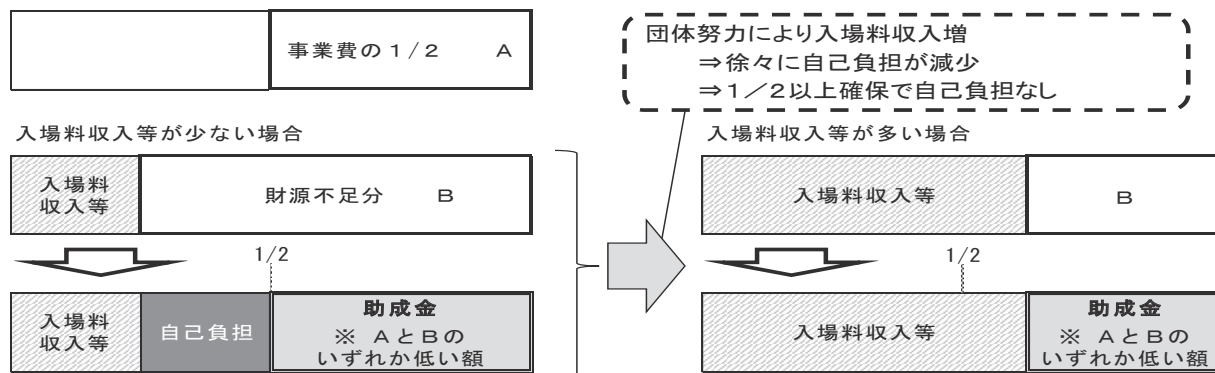 事業費の１/２　　A
団体努力により入場料収入増
⇒徐々に自己負担が減少
⇒１／２以上確保で自己負担なし
入場料収入等が少ない場合
入場料
収入等
財源不足分　　B
1/2
入場料
収入等
自己負担
助成金
※　AとBの
いずれか低い額
入場料収入等が多い場合
入場料収入等
B
1/2
入場料収入等
助成金
※　AとBの
いずれか低い額